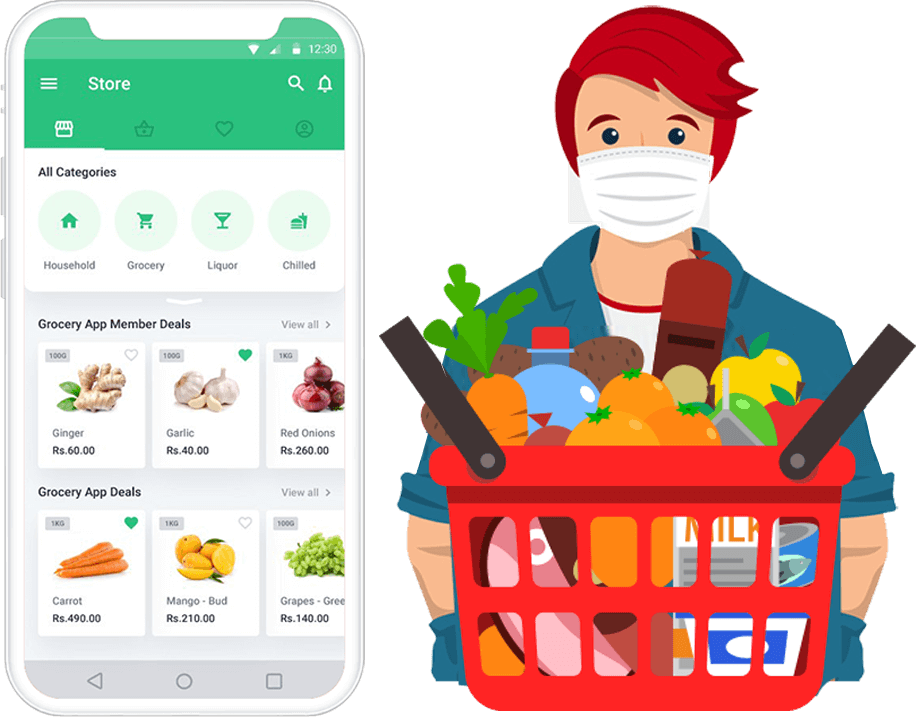 12:30
Store
All Categories
Household Grocery Liquor Chilled
Grocery App Member Deals View all
100G 100G 1KG
Ginger Garlic Red Onions
Rs.60.00 Rs.40.00 Rs.260.00
Grocery App Deals View all
1KG 1KG 100G
Carrot Mango - Bud Grapes - Gree
Rs.490.00 Rs.210.00 Rs.140.00
MILK